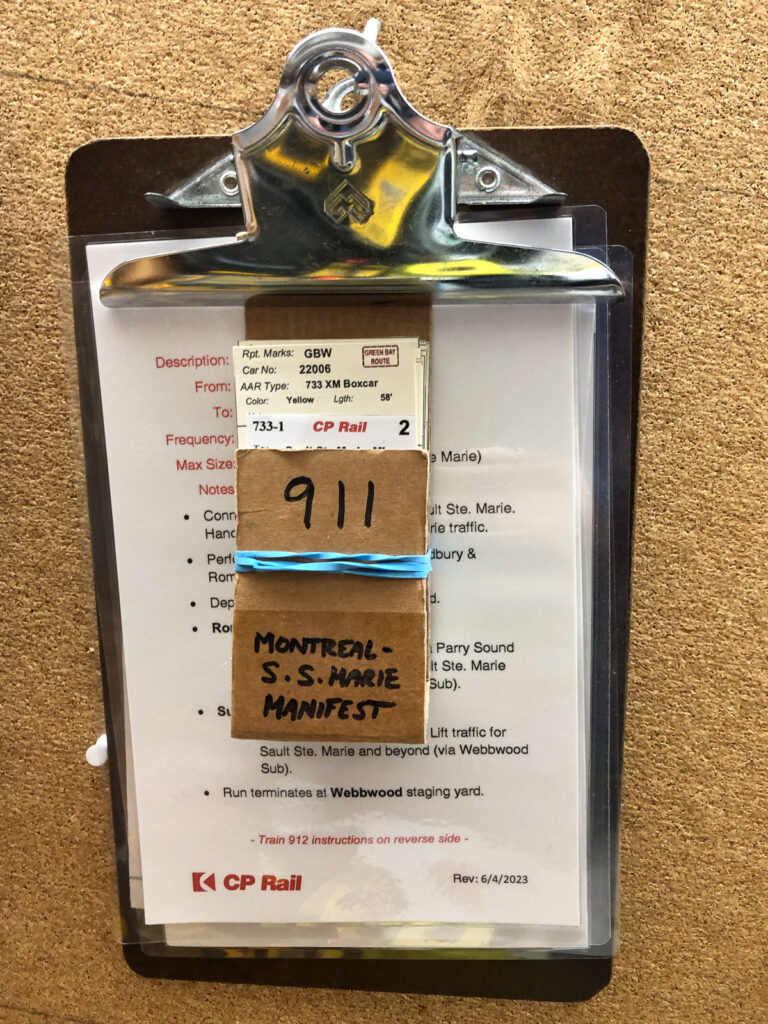 Description:
From:
To:
Frequency:
Max Size:
e Marie)
Notes
Conn
ult Ste. Marie.
Hand
rie traffic.
Perfo
dbury &
Rom
Dep
d.
Ro
Parry Sound
lt Ste. Marie
Sub).
Su
Lift traffic for
Sault Ste. Marie and beyond (via Webbwood
Sub).
Run terminates at Webbwood staging yard.
- Train 912 instructions on reverse side -
CP Rail
Rev: 6/4/2023
Rpt. Marks: GBW
GREEN BAY
ROUTE
Car No: 22006
AAR Type: 733 XM Boxcar
Color: Yellow Lgth: 58'
733-1 CP Rail 2
911
MONTREAL-
S. S. MARIE
MANIFEST